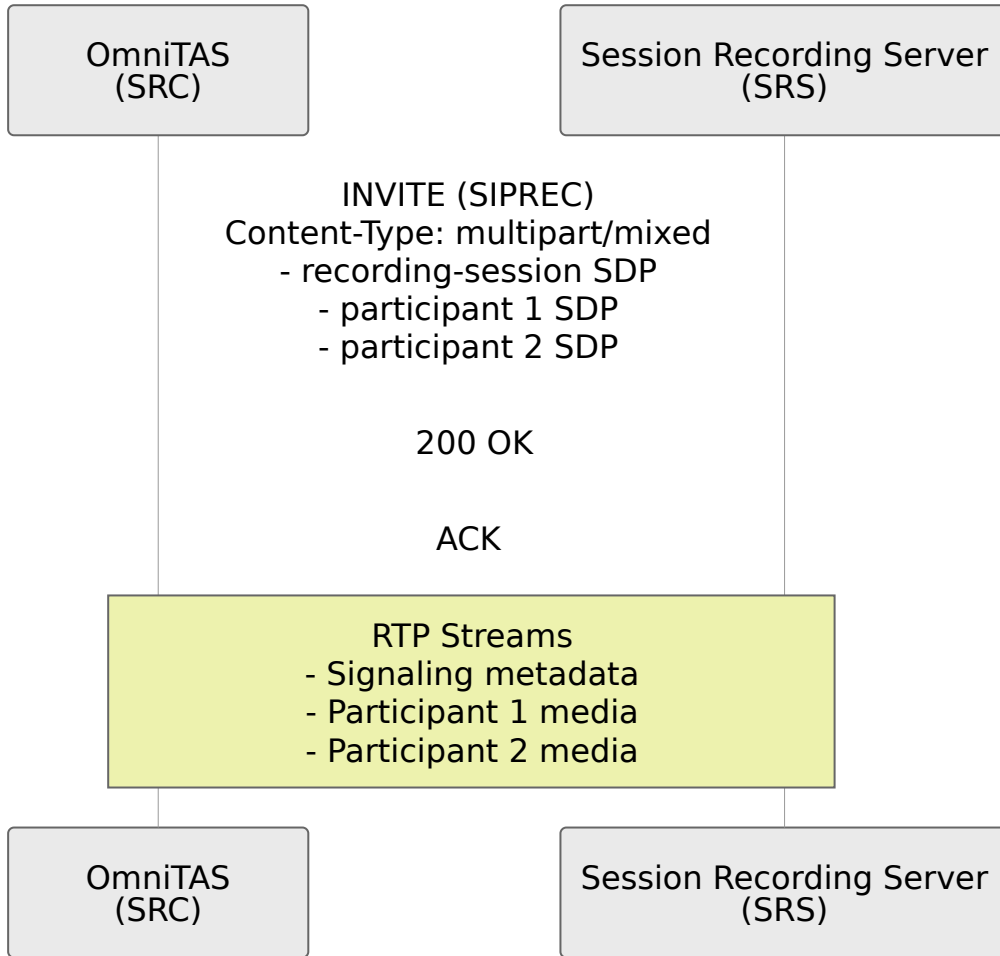 OmniTAS
(SRC)
Session Recording Server
(SRS)
INVITE (SIPREC)
Content-Type: multipart/mixed
- recording-session SDP
- participant 1 SDP
- participant 2 SDP
200 OK
ACK
RTP Streams
- Signaling metadata
- Participant 1 media
- Participant 2 media
OmniTAS
(SRC)
Session Recording Server
(SRS)